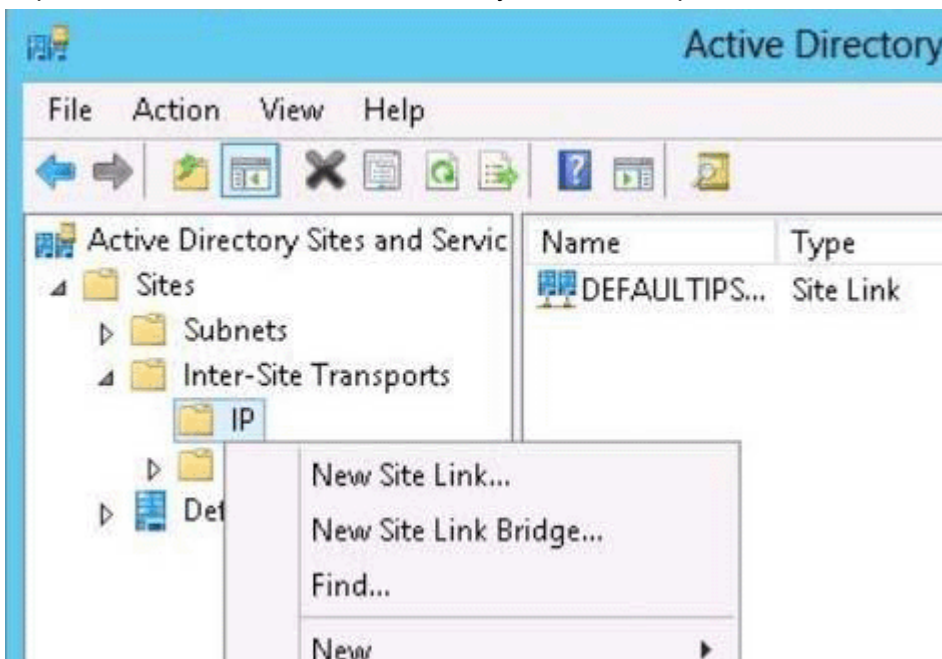 Active Directory
File Action View Help
Active Directory Sites and Servic
Name Type
Sites
DEFAULTIPS... Site Link
Subnets
Inter-Site Transports
IP
New Site Link...
Def
New Site Link Bridge...
Find...
New